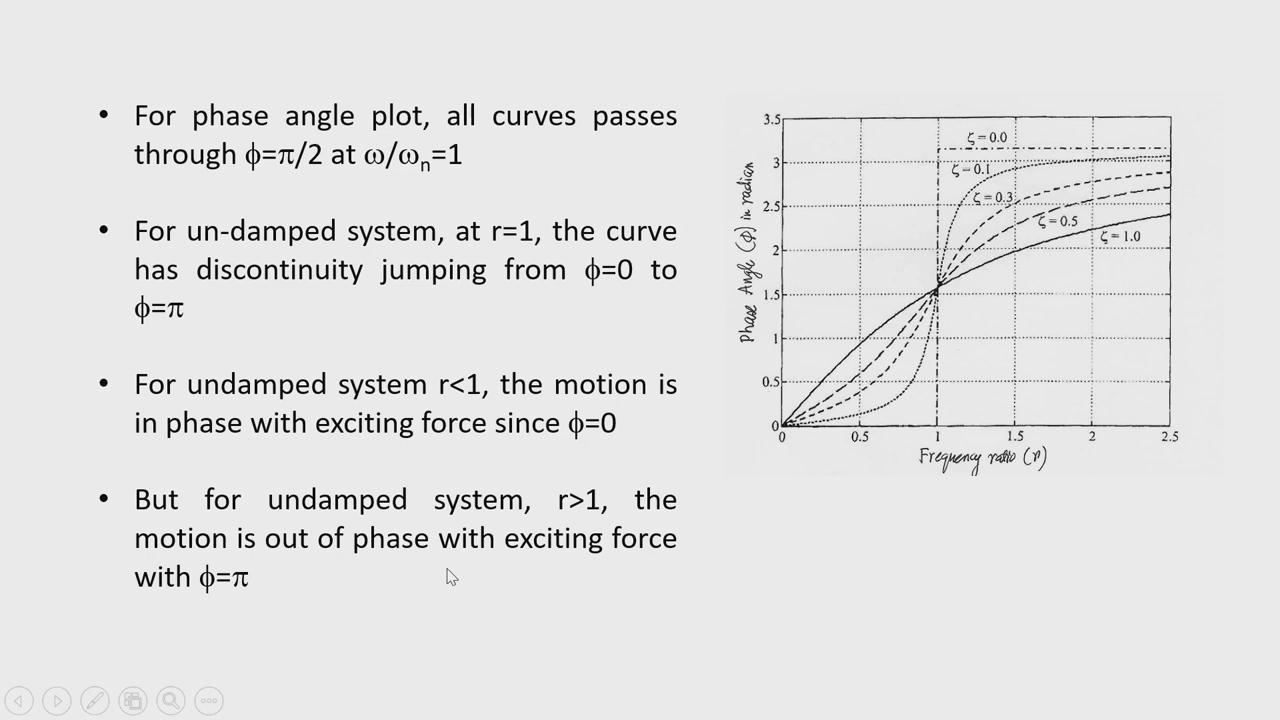 • For phase angle plot, all curves passes
through ϕ=π/2 at ω/ωn=1
• For un-damped system, at r=1, the curve
has discontinuity jumping from ϕ=0 to
ϕ=π
• For undamped system r<1, the motion is
in phase with exciting force since ϕ=0
• But for undamped system, r>1, the
motion is out of phase with exciting force
with ϕ=π
Phase Angle (ϕ) in radian
3.5
3
2.5
2
1.5
1
0.5
0
ζ = 0.0
ζ = 0.1
ζ = 0.3
ζ = 0.5
ζ = 1.0
0 0.5 1 1.5 2 2.5
Frequency ratio (r)